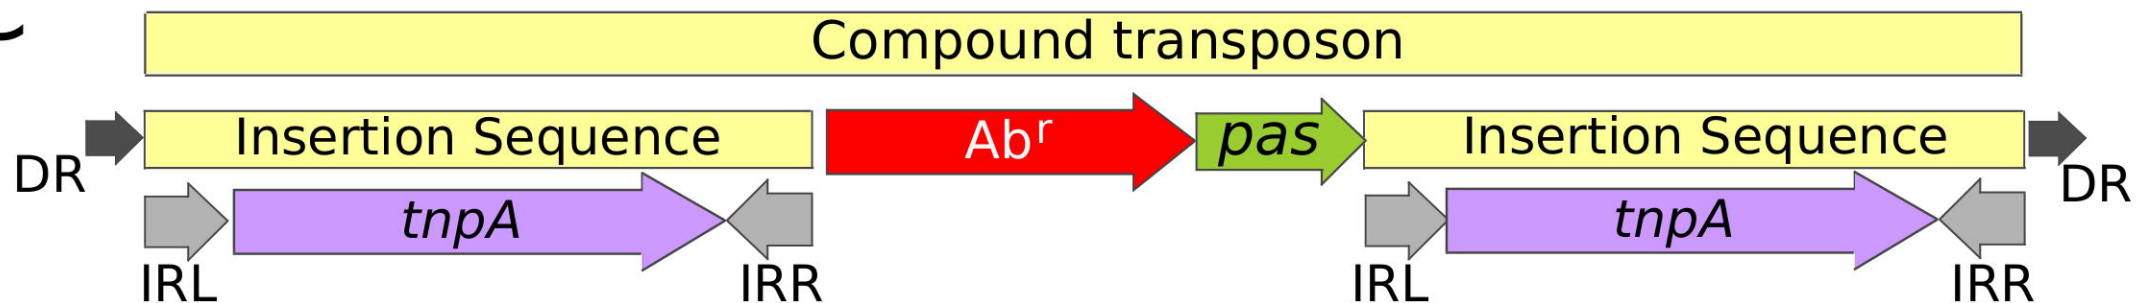 Compound transposon
Insertion Sequence Abʳ pas Insertion Sequence
DR DR
tnpA tnpA
IRL IRR IRL IRR